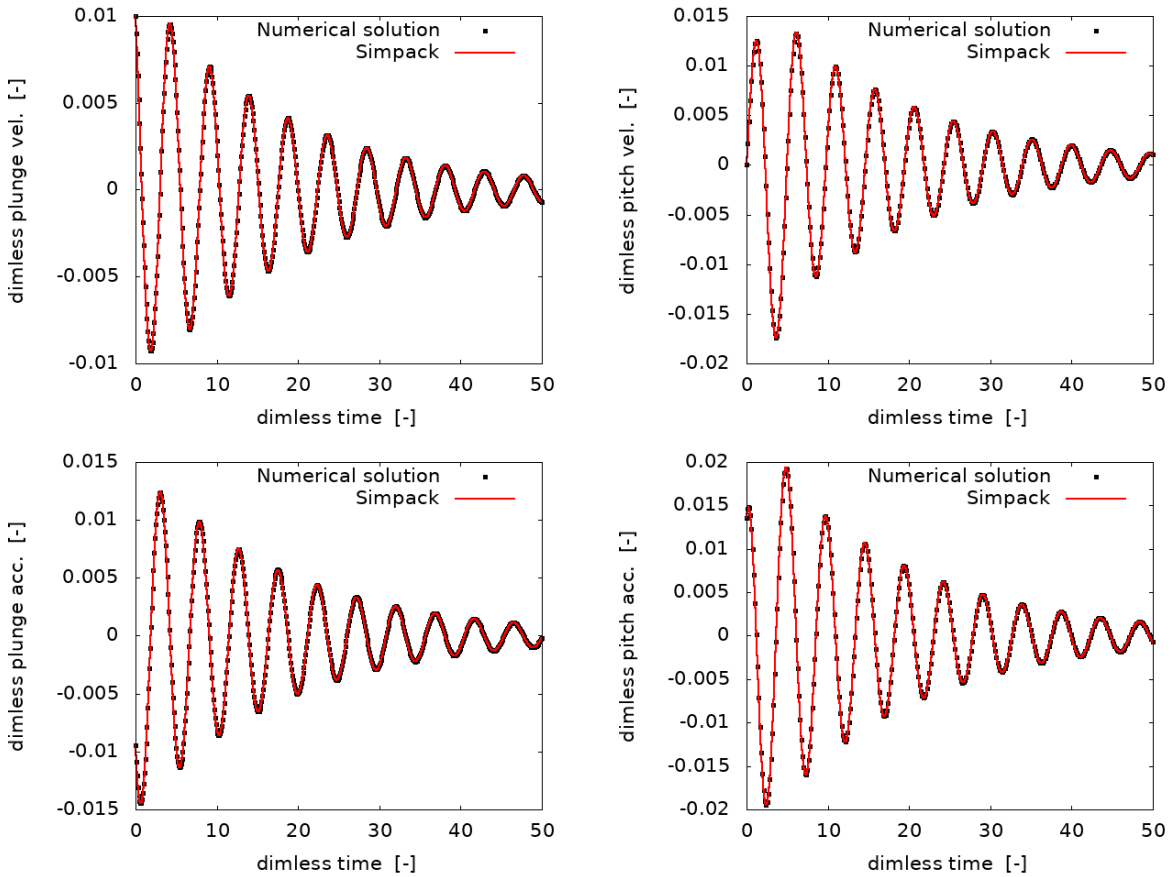 0.01
0.005
0
-0.005
-0.01
dimless plunge vel. [-]
Numerical solution
Simpack
0 10 20 30 40 50
dimless time [-]
0.015
0.01
0.005
0
-0.005
-0.01
-0.015
-0.02
dimless pitch vel. [-]
Numerical solution
Simpack
0 10 20 30 40 50
dimless time [-]
0.015
0.01
0.005
0
-0.005
-0.01
-0.015
dimless plunge acc. [-]
Numerical solution
Simpack
0 10 20 30 40 50
dimless time [-]
0.02
0.015
0.01
0.005
0
-0.005
-0.01
-0.015
-0.02
dimless pitch acc. [-]
Numerical solution
Simpack
0 10 20 30 40 50
dimless time [-]